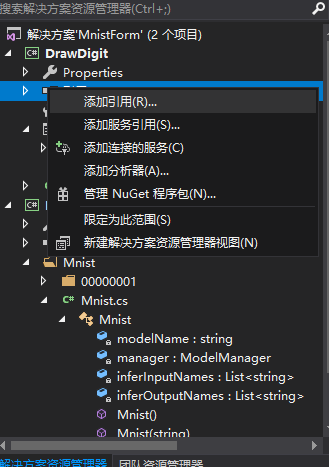 搜索解决方案资源管理器(Ctrl+;)
解决方案'MnistForm' (2 个项目)
DrawDigit
Properties
添加引用(R)...
添加服务引用(S)...
添加连接的服务(C)
添加分析器(A)...
管理 NuGet 程序包(N)...
限定为此范围(S)
新建解决方案资源管理器视图(N)
Mnist
00000001
Mnist.cs
Mnist
modelName : string
manager : ModelManager
inferInputNames : List<string>
inferOutputNames : List<string>
Mnist()
Mnist(string)
解决方案资源管理器 团队资源管理器